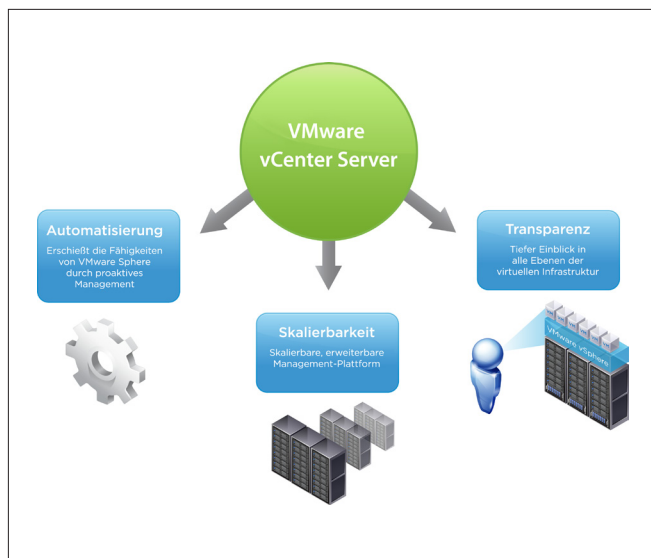 VMware
vCenter Server
Automatisierung
Erschießt die Fähigkeiten
von VMware Sphere
durch proaktives
Management
Skalierbarkeit
Skalierbare, erweiterbare
Management-Plattform
Transparenz
Tiefer Einblick in
alle Ebenen der
virtuellen Infrastruktur
VMware vSphere